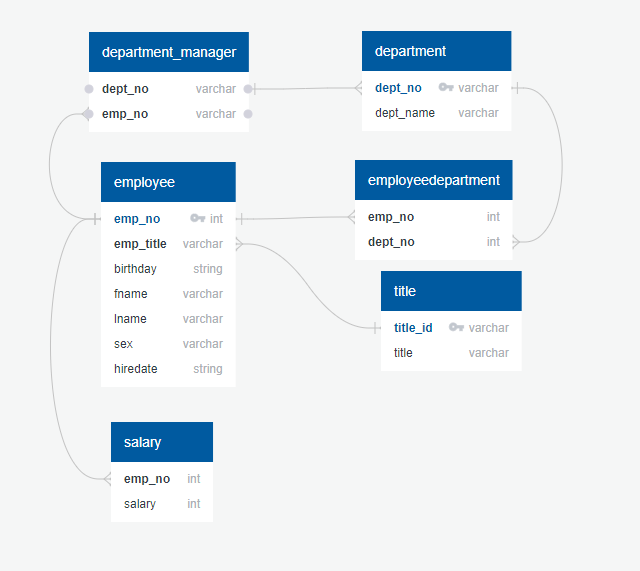 department_manager
dept_no varchar
emp_no varchar
department
dept_no varchar
dept_name varchar
employee
emp_no int
emp_title varchar
birthday string
fname varchar
lname varchar
sex varchar
hiredate string
employeedepartment
emp_no int
dept_no int
title
title_id varchar
title varchar
salary
emp_no int
salary int